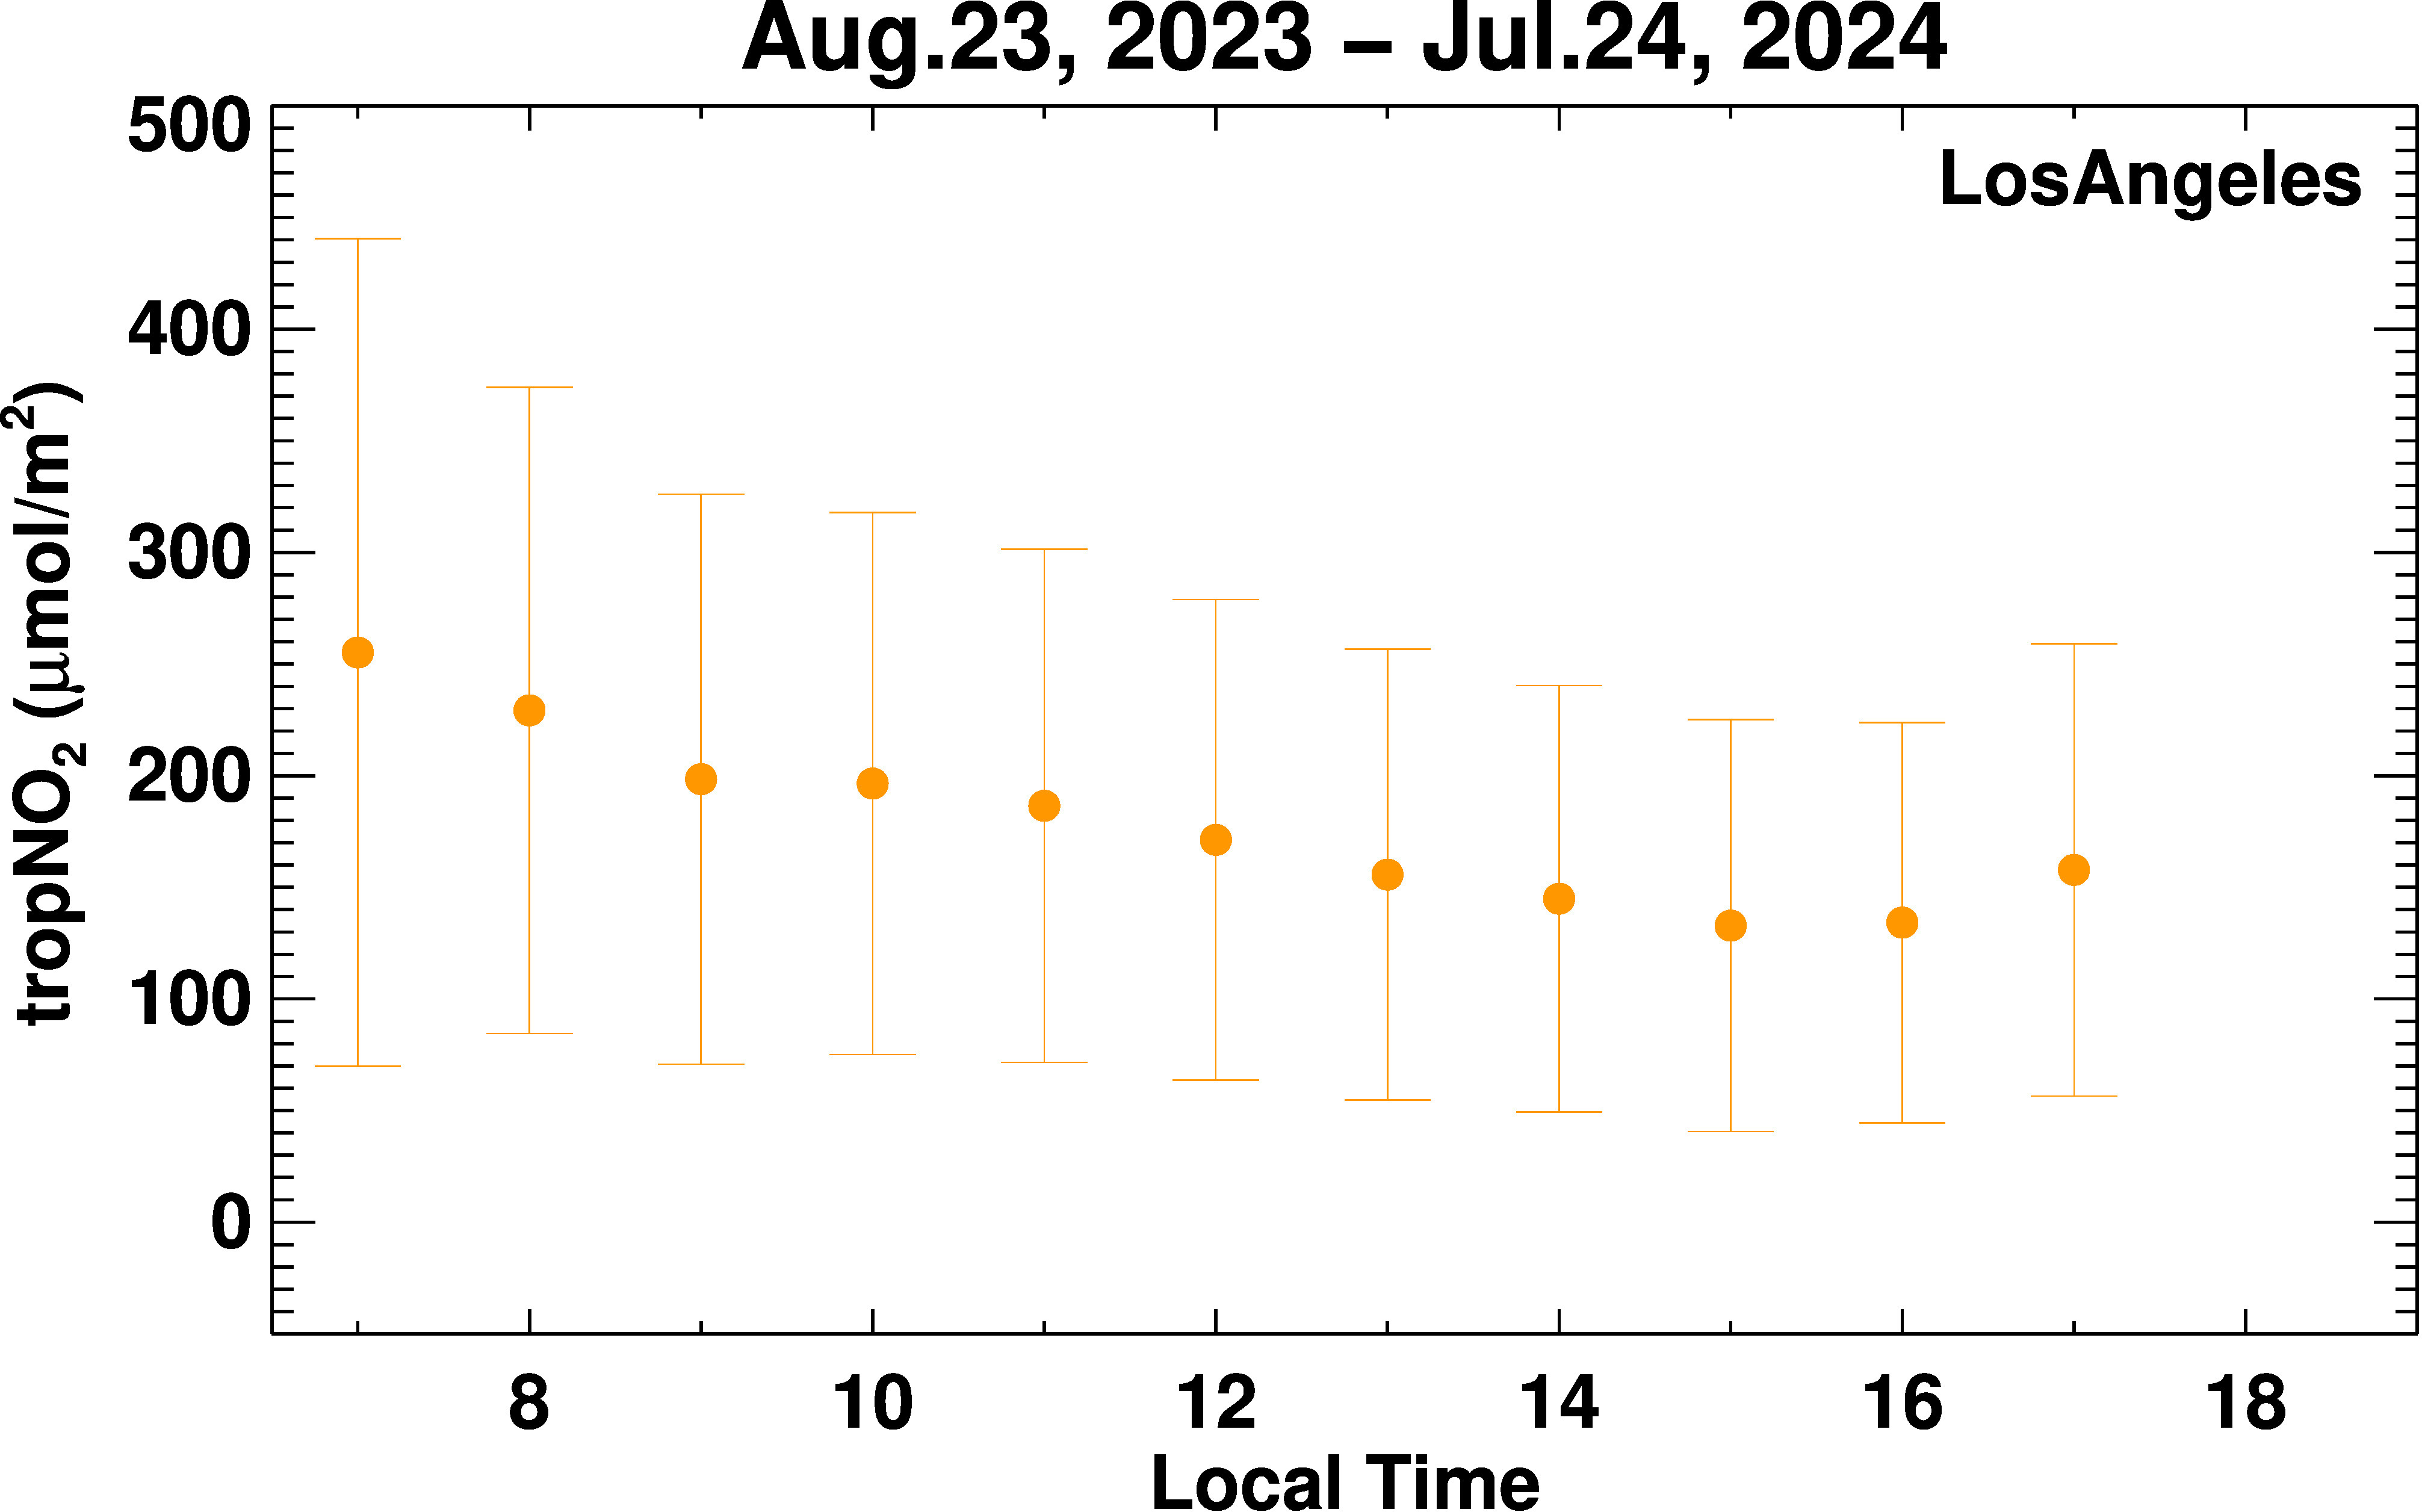 Aug.23, 2023 – Jul.24, 2024
LosAngeles
500
400
300
200
100
0
tropNO₂ (μmol/m²)
8 10 12 14 16 18
Local Time